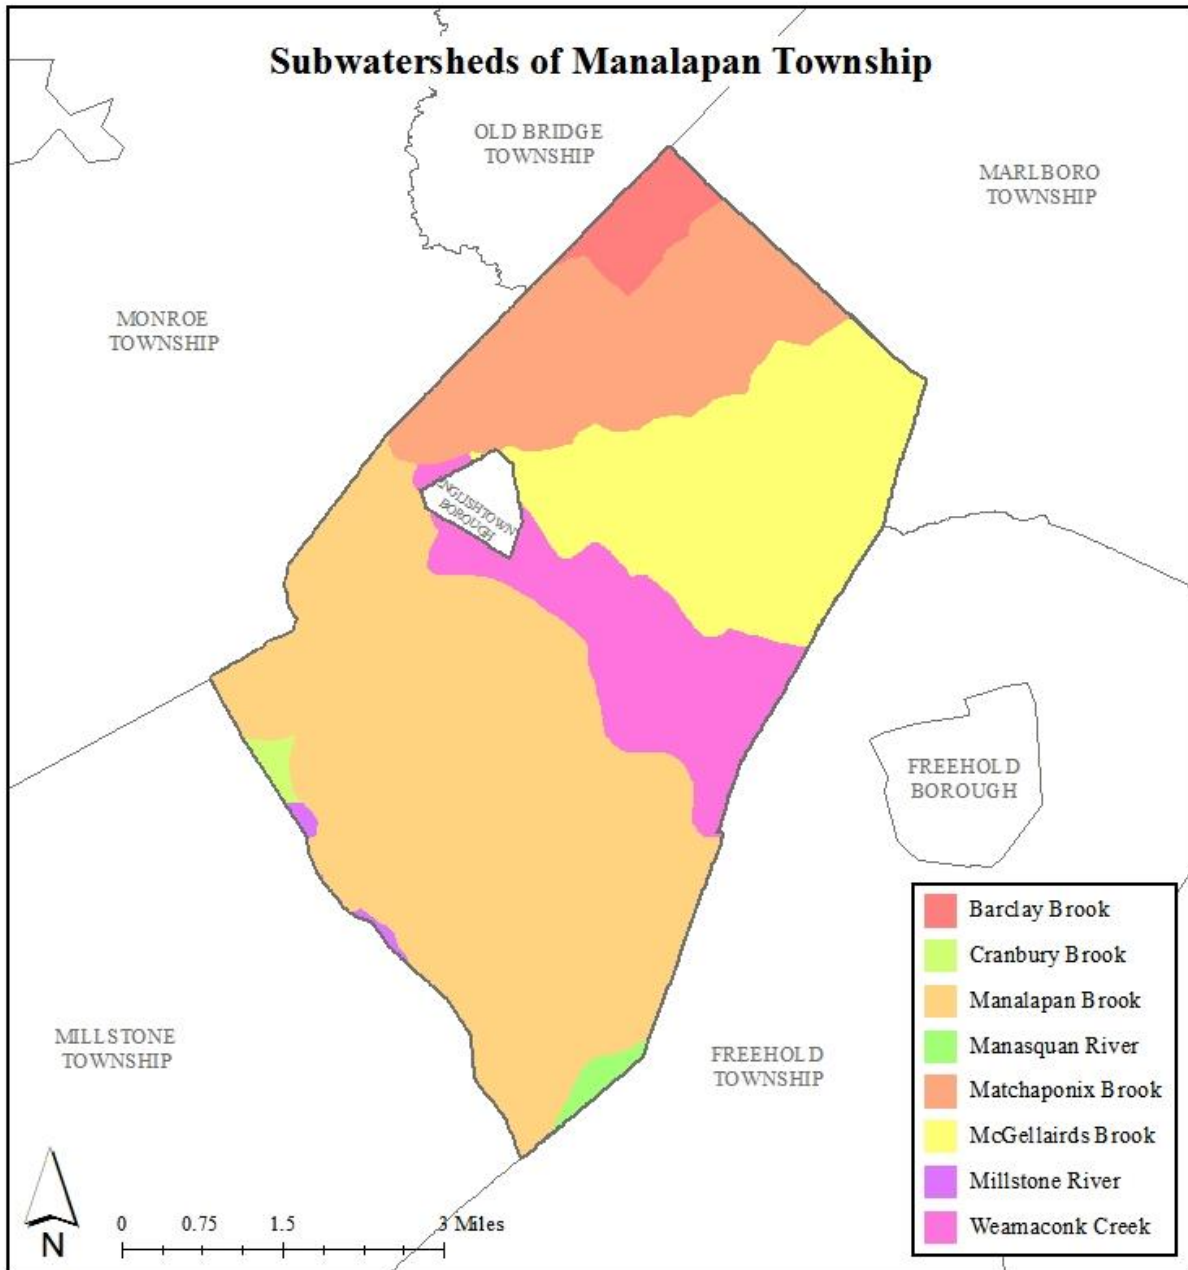 Subwatersheds of Manalapan Township
OLD BRIDGE
TOWNSHIP
MARLBORO
TOWNSHIP
MONROE
TOWNSHIP
NGLISHTOWN
BOROUGH
FREEHOLD
BOROUGH
MILLSTONE
TOWNSHIP
FREEHOLD
TOWNSHIP
Barclay Brook
Cranbury Brook
Manalapan Brook
Manasquan River
Matchaponix Brook
McGellairds Brook
Millstone River
Weamaconk Creek
N
0 0.75 1.5 3 Miles